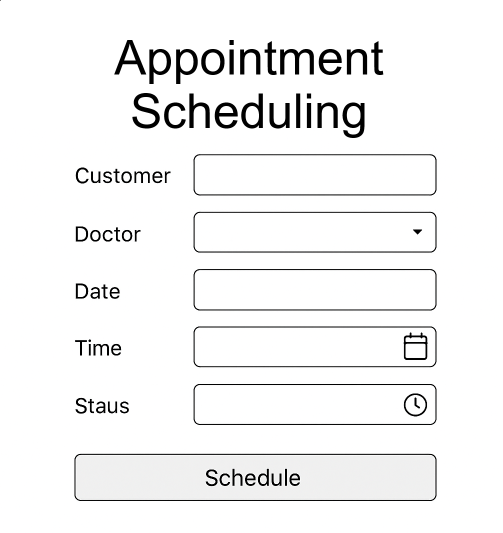 Appointment
Scheduling
Customer
Doctor
Date
Time
Staus
Schedule